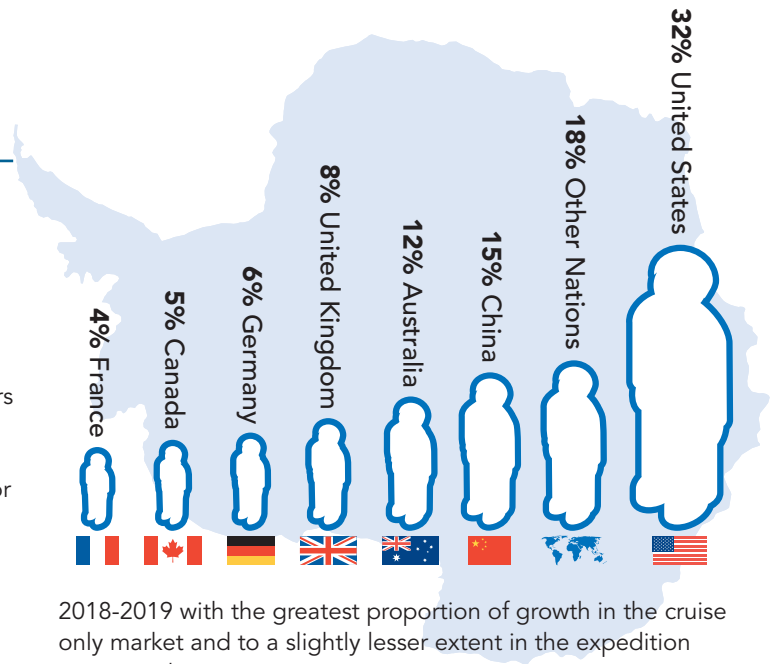 4% France
5% Canada
6% Germany
8% United Kingdom
12% Australia
15% China
18% Other Nations
32% United States
rs
or
2018-2019 with the greatest proportion of growth in the cruise
only market and to a slightly lesser extent in the expedition